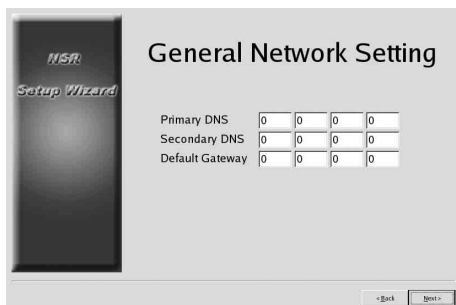 NSR
Setup Wizard
General Network Setting
Primary DNS 0 0 0 0
Secondary DNS 0 0 0 0
Default Gateway 0 0 0 0
< Back Next >